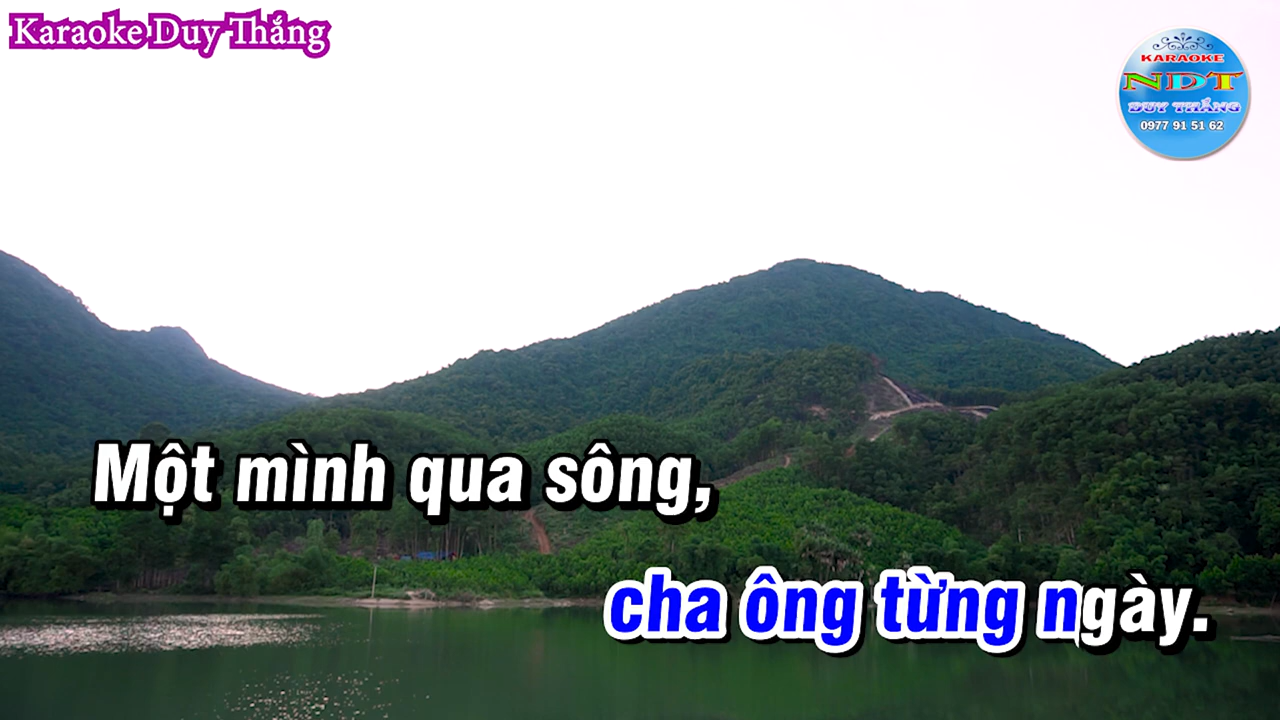 Karaoke Duy Thắng
KARAOKE
NDT
DUY THẮNG
0977 91 51 62
Một mình qua sông,
cha ông từng ngày.